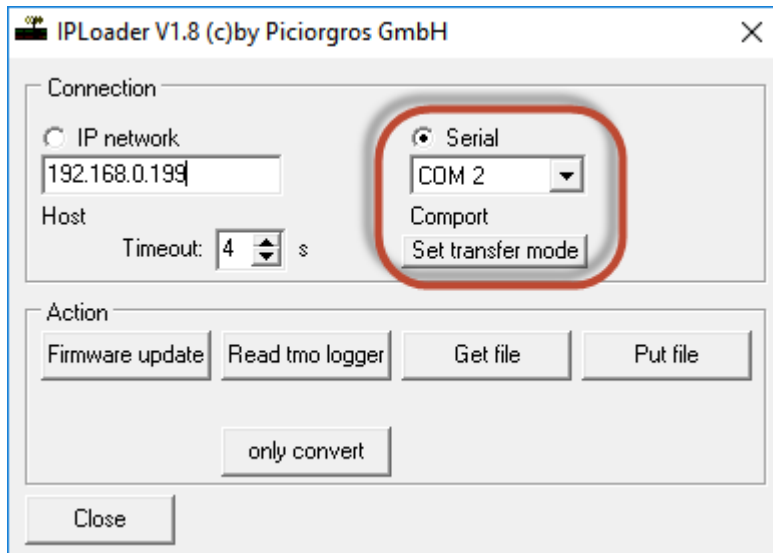 IPLoader V1.8 (c)by Piciorgros GmbH
Connection
IP network
192.168.0.199
Host
Timeout: 4 s
Serial
COM 2
Comport
Set transfer mode
Action
Firmware update Read tmo logger Get file Put file
only convert
Close